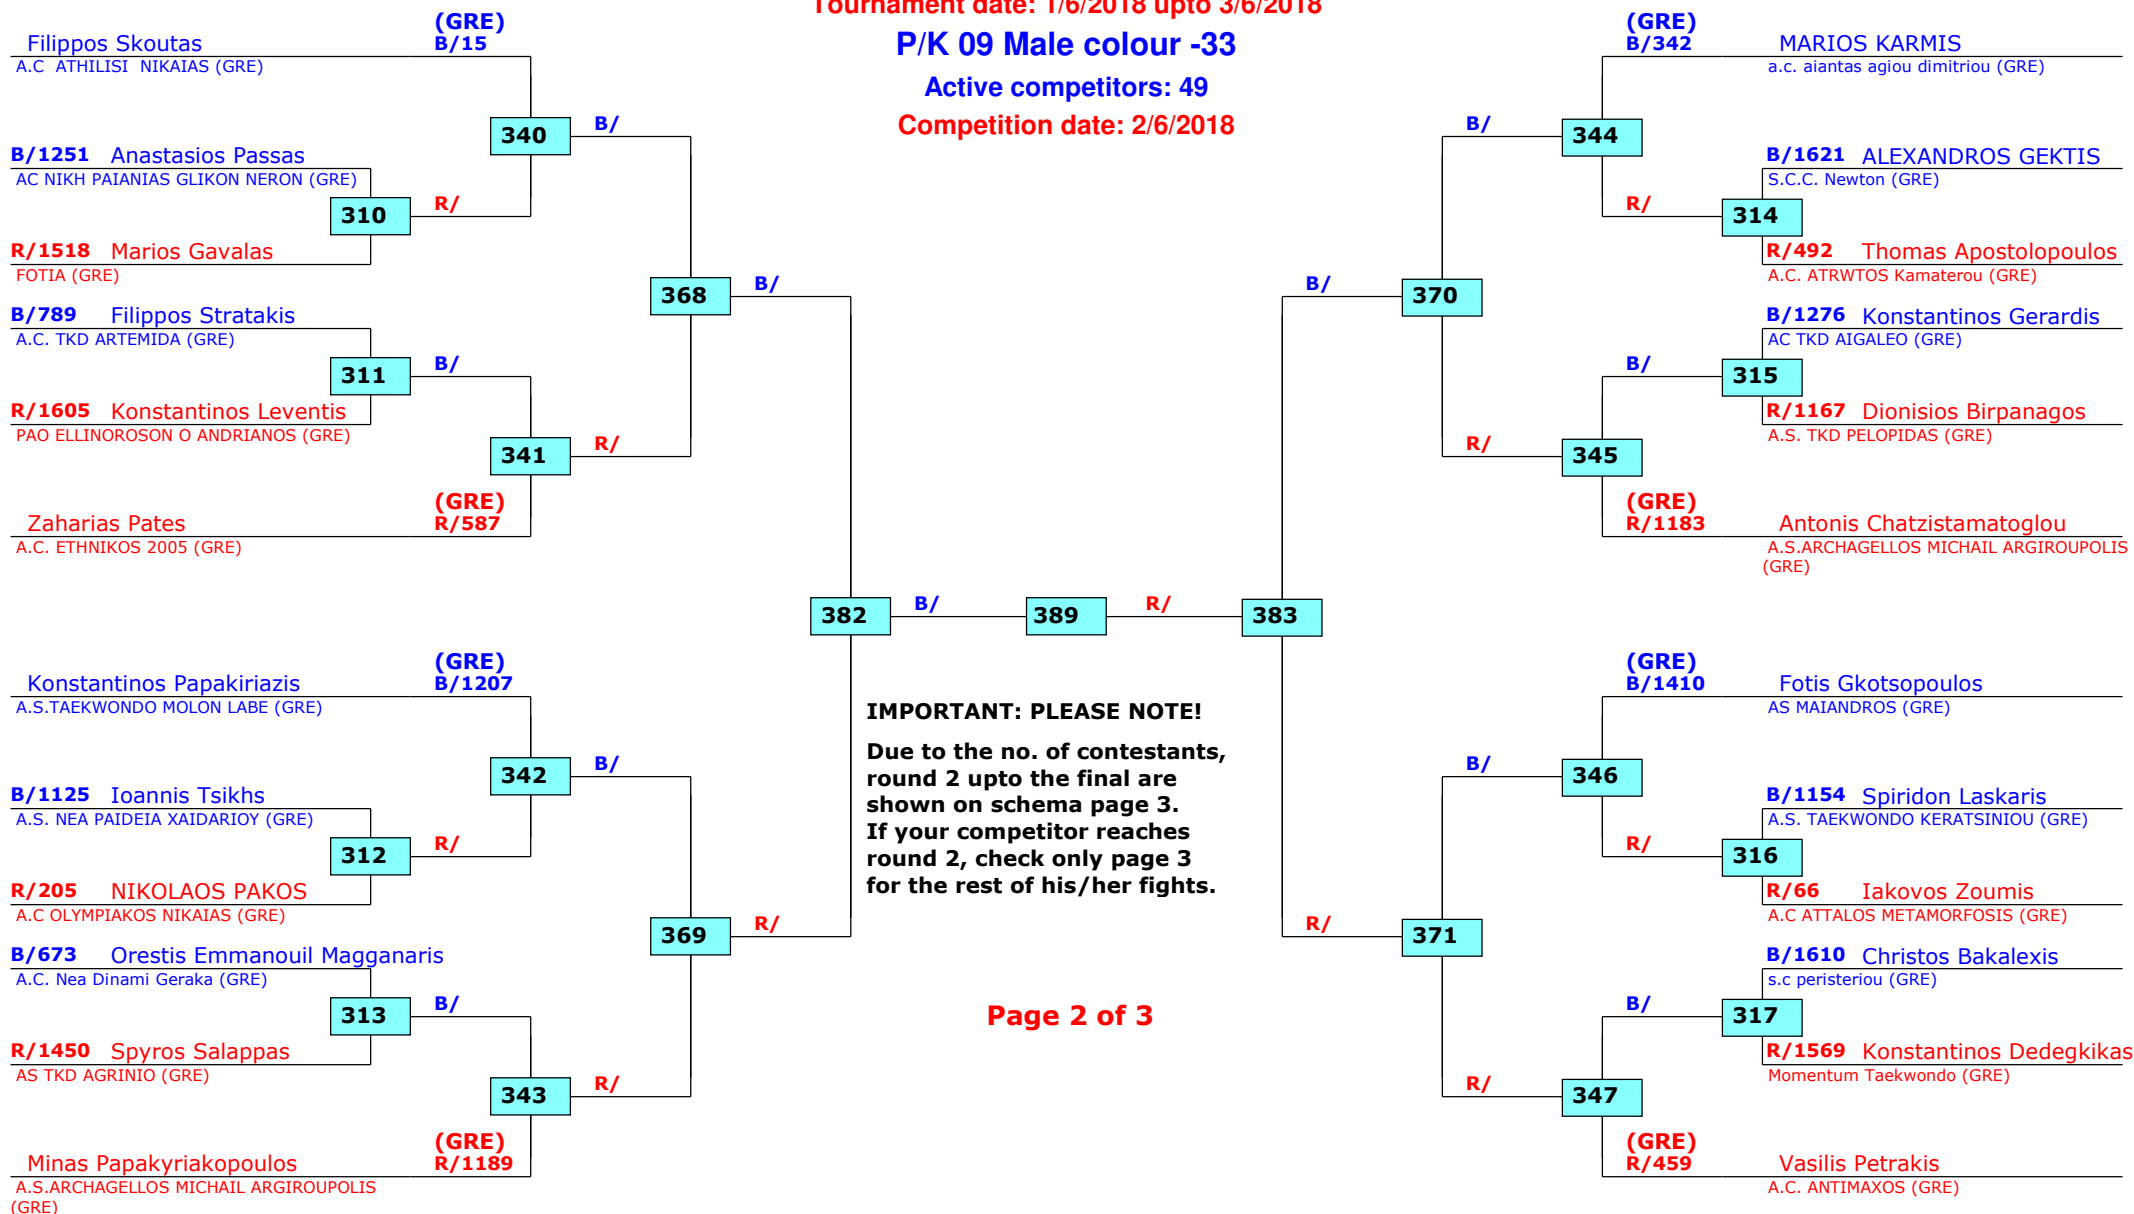 Tournament date: 1/6/2018 upto 3/6/2018
P/K 09 Male colour -33
Active competitors: 49
Competition date: 2/6/2018
(GRE)
Filippos Skoutas B/15
A.C ATHILISI NIKAIAS (GRE)
340 B/
B/1251 Anastasios Passas
AC NIKH PAIANIAS GLIKON NERON (GRE)
310 R/
R/1518 Marios Gavalas
FOTIA (GRE)
368 B/
B/789 Filippos Stratakis
A.C. TKD ARTEMIDA (GRE)
311 B/
R/1605 Konstantinos Leventis
PAO ELLINOROSON O ANDRIANOS (GRE)
341 R/
(GRE)
Zaharias Pates R/587
A.C. ETHNIKOS 2005 (GRE)
382 B/ 389 R/ 383
(GRE)
Konstantinos Papakiriazis B/1207
A.S.TAEKWONDO MOLON LABE (GRE)
342 B/
B/1125 Ioannis Tsikhs
A.S. NEA PAIDEIA XAIDARIOY (GRE)
312 R/
R/205 NIKOLAOS PAKOS
A.C OLYMPIAKOS NIKAIAS (GRE)
369 R/
B/673 Orestis Emmanouil Magganaris
A.C. Nea Dinami Geraka (GRE)
313 B/
R/1450 Spyros Salappas
AS TKD AGRINIO (GRE)
343 R/
(GRE)
Minas Papakyriakopoulos R/1189
A.S.ARCHAGELLOS MICHAIL ARGIROUPOLIS
(GRE)
IMPORTANT: PLEASE NOTE!
Due to the no. of contestants,
round 2 upto the final are
shown on schema page 3.
If your competitor reaches
round 2, check only page 3
for the rest of his/her fights.
Page 2 of 3
(GRE)
B/342 MARIOS KARMIS
a.c. aiantas agiou dimitriou (GRE)
B/ 344
B/1621 ALEXANDROS GEKTIS
S.C.C. Newton (GRE)
R/ 314
R/492 Thomas Apostolopoulos
A.C. ATRWTOS Kamaterou (GRE)
B/ 370
B/1276 Konstantinos Gerardis
AC TKD AIGALEO (GRE)
B/ 315
R/1167 Dionisios Birpanagos
A.S. TKD PELOPIDAS (GRE)
R/ 345
(GRE)
R/1183 Antonis Chatzistamatoglou
A.S.ARCHAGELLOS MICHAIL ARGIROUPOLIS
(GRE)
(GRE)
B/1410 Fotis Gkotsopoulos
AS MAIANDROS (GRE)
B/ 346
B/1154 Spiridon Laskaris
A.S. TAEKWONDO KERATSINIOU (GRE)
R/ 316
R/66 Iakovos Zoumis
A.C ATTALOS METAMORFOSIS (GRE)
R/ 371
B/1610 Christos Bakalexis
s.c peristeriou (GRE)
B/ 317
R/1569 Konstantinos Dedegkikas
Momentum Taekwondo (GRE)
R/ 347
(GRE)
R/459 Vasilis Petrakis
A.C. ANTIMAXOS (GRE)